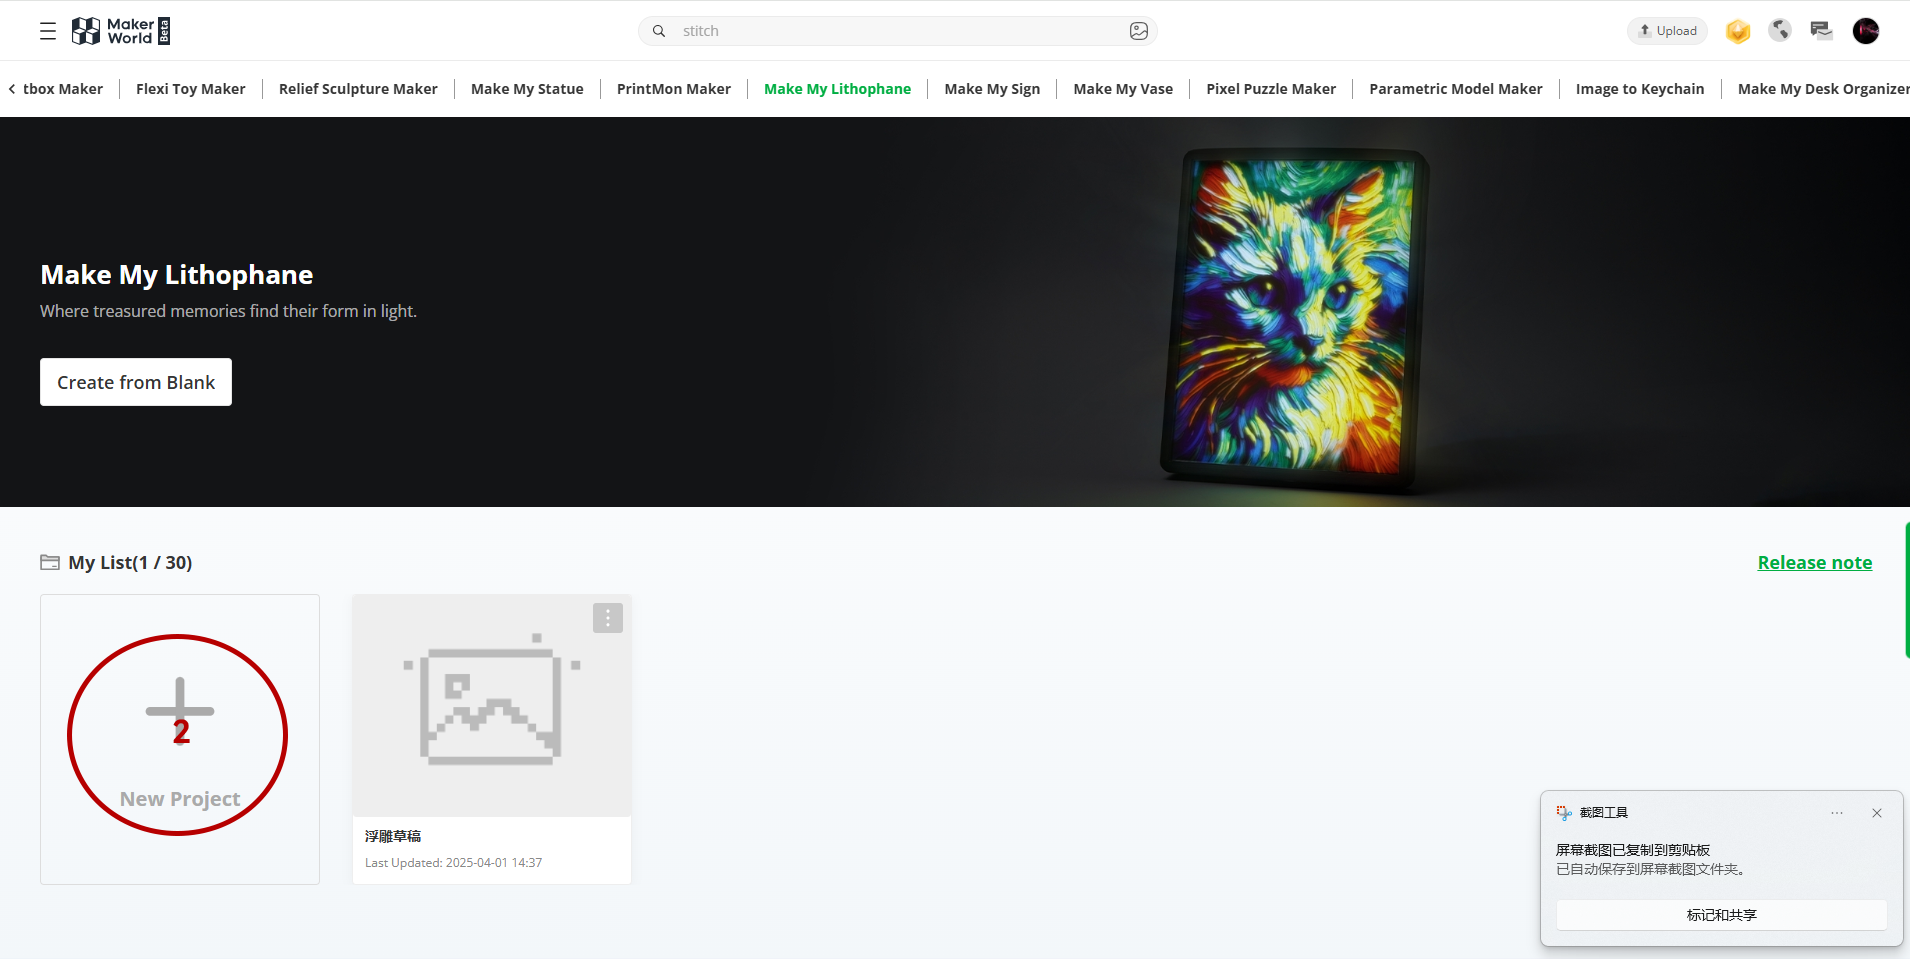 Maker
World
Beta
stitch
Upload
tbox Maker
Flexi Toy Maker
Relief Sculpture Maker
Make My Statue
PrintMon Maker
Make My Lithophane
Make My Sign
Make My Vase
Pixel Puzzle Maker
Parametric Model Maker
Image to Keychain
Make My Desk Organizer
Make My Lithophane
Where treasured memories find their form in light.
Create from Blank
My List(1 / 30)
Release note
2
New Project
浮雕草稿
Last Updated: 2025-04-01 14:37
截图工具
屏幕截图已复制到剪贴板
已自动保存到屏幕截图文件夹。
标记和共享